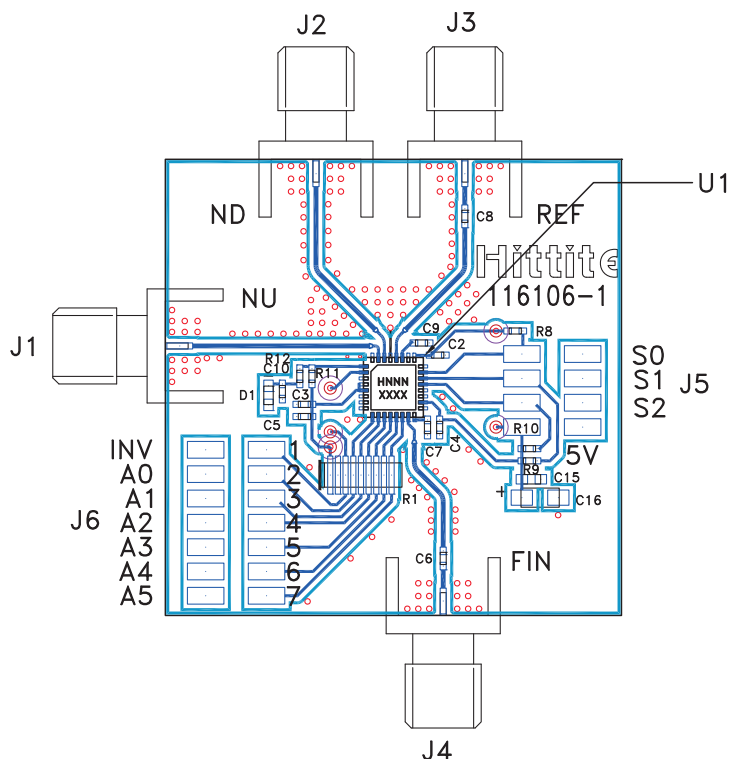 J2
J3
U1
ND
C8
REF
Hittite
116106-1
NU
J1
C9
C2
R8
R12
C10
R11
HNNN
XXXX
S0
S1
S2
J5
D1
C3
C5
C7
C4
R10
5V
R9
C15
+
C16
INV
A0
A1
A2
A3
A4
A5
J6
1
2
3
4
5
6
7
R1
C6
FIN
J4